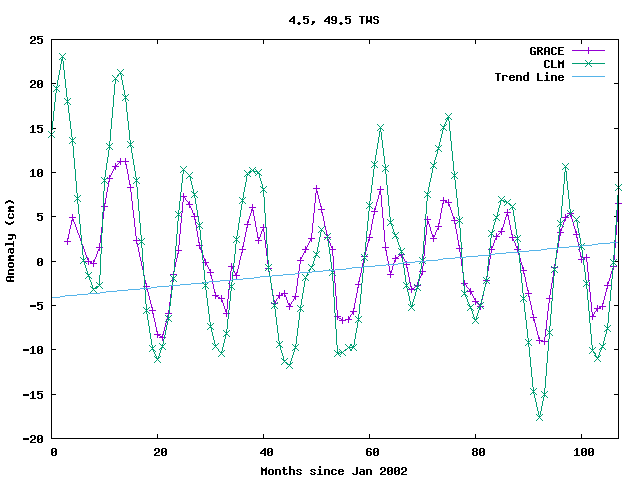 4.5, 49.5 TWS
GRACE
CLM
Trend Line
25
20
15
10
5
0
-5
-10
-15
-20
Anomaly (cm)
0 20 40 60 80 100
Months since Jan 2002